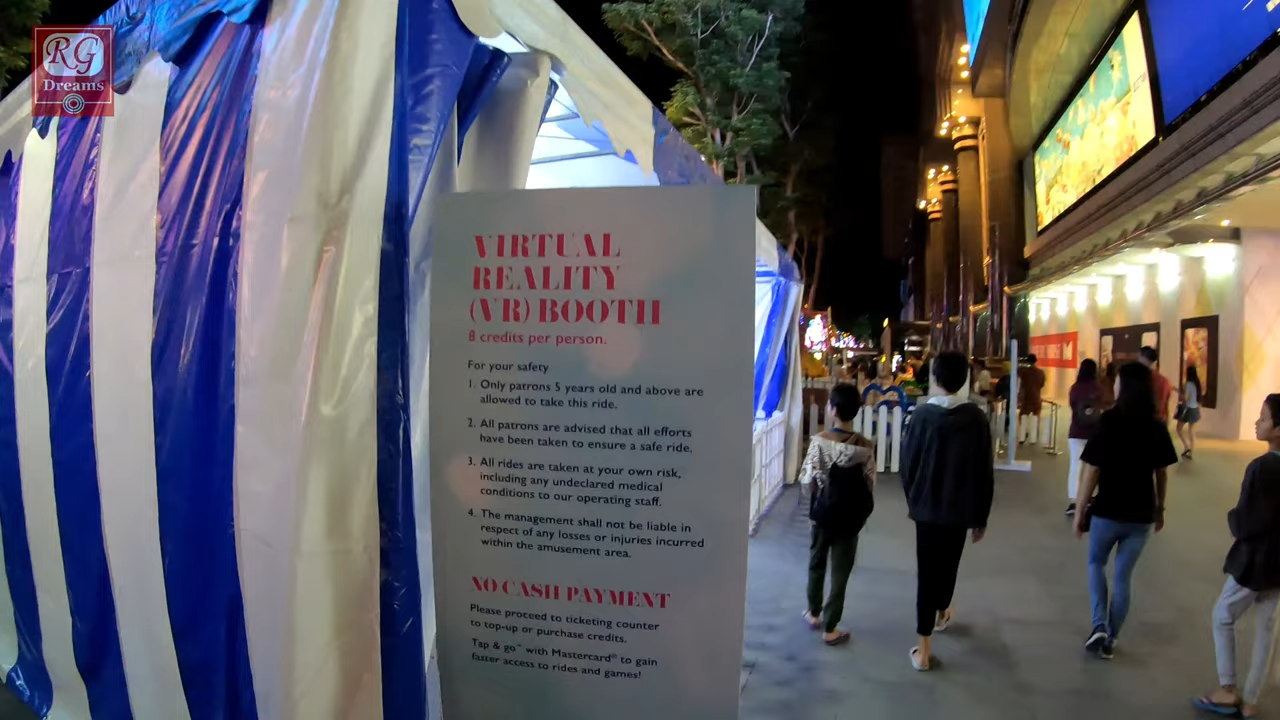 RG
Dreams
VIRTUAL
REALITY
(VR) BOOTH
8 credits per person.
For your safety
1. Only patrons 5 years old and above are
allowed to take this ride.
2. All patrons are advised that all efforts
have been taken to ensure a safe ride.
3. All rides are taken at your own risk,
including any undeclared medical
conditions to our operating staff.
4. The management shall not be liable in
respect of any losses or injuries incurred
within the amusement area.
NO CASH PAYMENT
Please proceed to ticketing counter
to top-up or purchase credits.
Tap & go™ with Mastercard® to gain
faster access to rides and games!